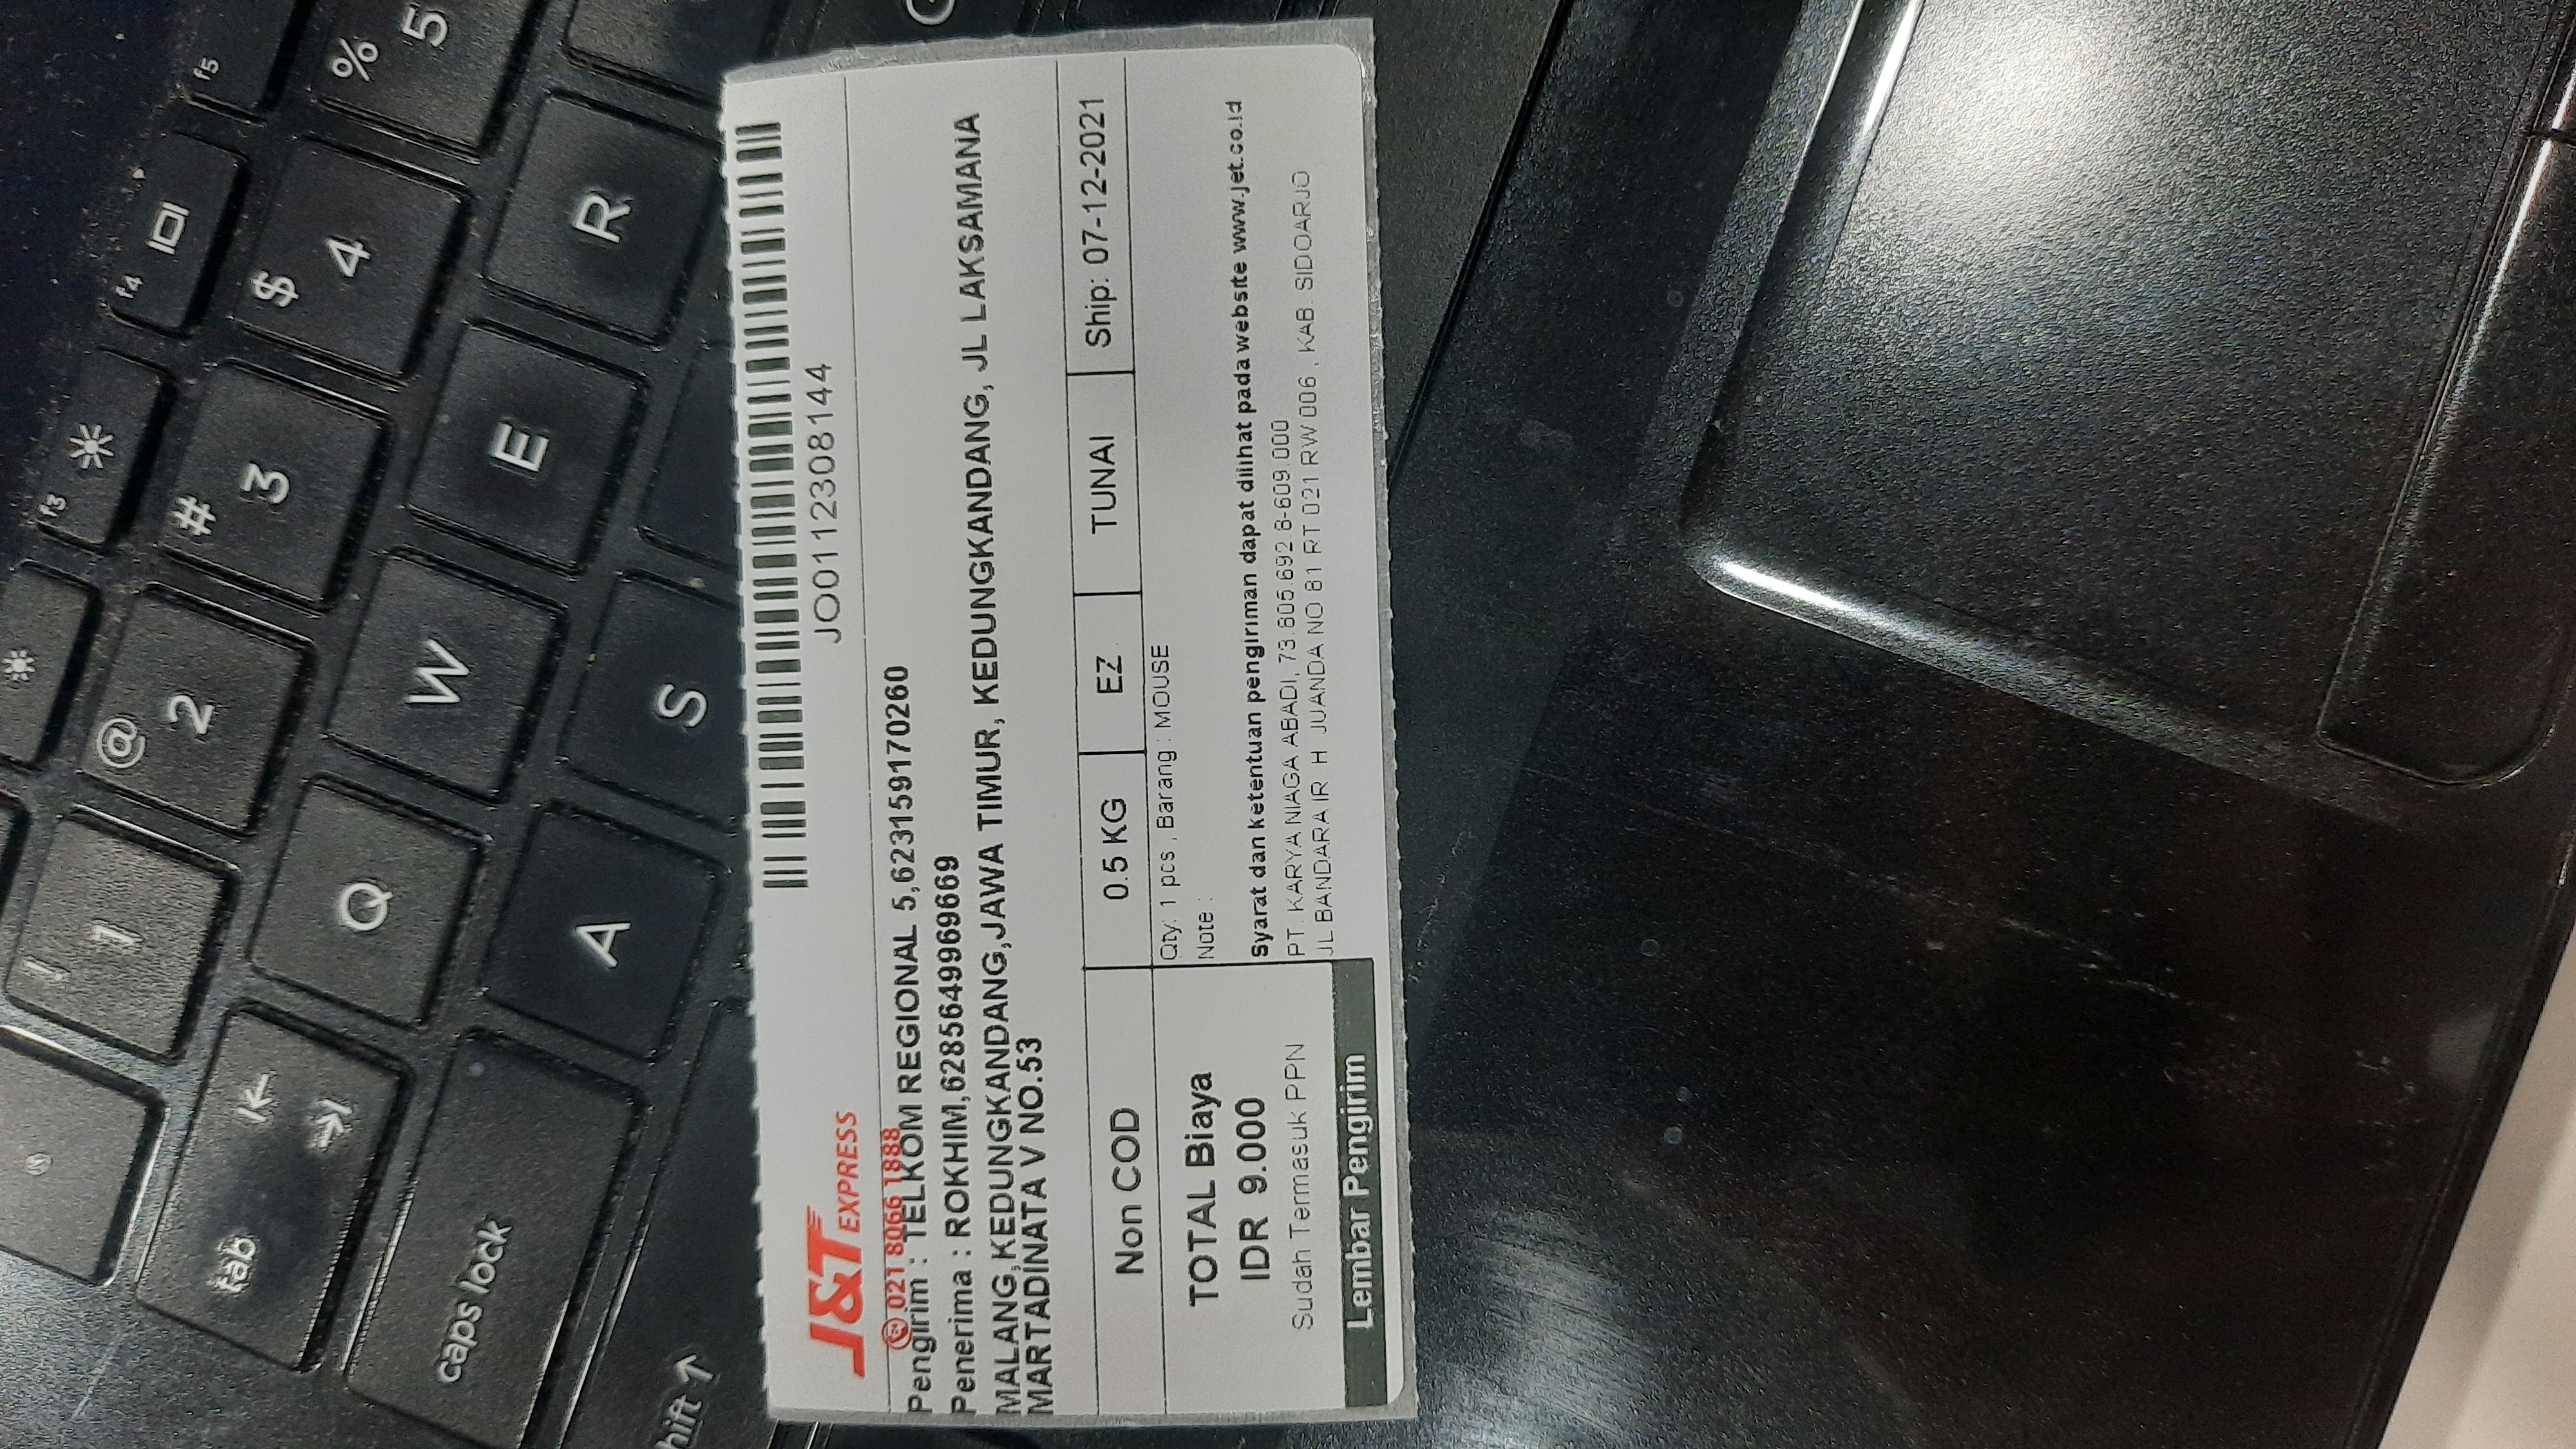 !
1
@
2
f3
#
3
f4
$
4
f5
%
5
tab
Q
W
E
R
caps lock
A
S
hift
J&T EXPRESS
JO0112308144
021 8066 1888
Pengirim : TELKOM REGIONAL 5,623159170260
Penerima : ROKHIM,6285649969669
MALANG,KEDUNGKANDANG,JAWA TIMUR, KEDUNGKANDANG, JL LAKSAMANA
MARTADINATA V NO.53
Non COD 0.5 KG EZ TUNAI Ship: 07-12-2021
TOTAL Biaya
IDR 9.000
Sudah Termasuk PPN
Lembar Pengirim
Qty: 1 pcs , Barang : MOUSE
Note :
Syarat dan ketentuan pengiriman dapat dilihat pada website www.jet.co.id
PT. KARYA NIAGA ABADI, 73.805.692.8-609.000
JL BANDARA IR. H. JUANDA NO 81 RT 021 RW 006 , KAB. SIDOARJO